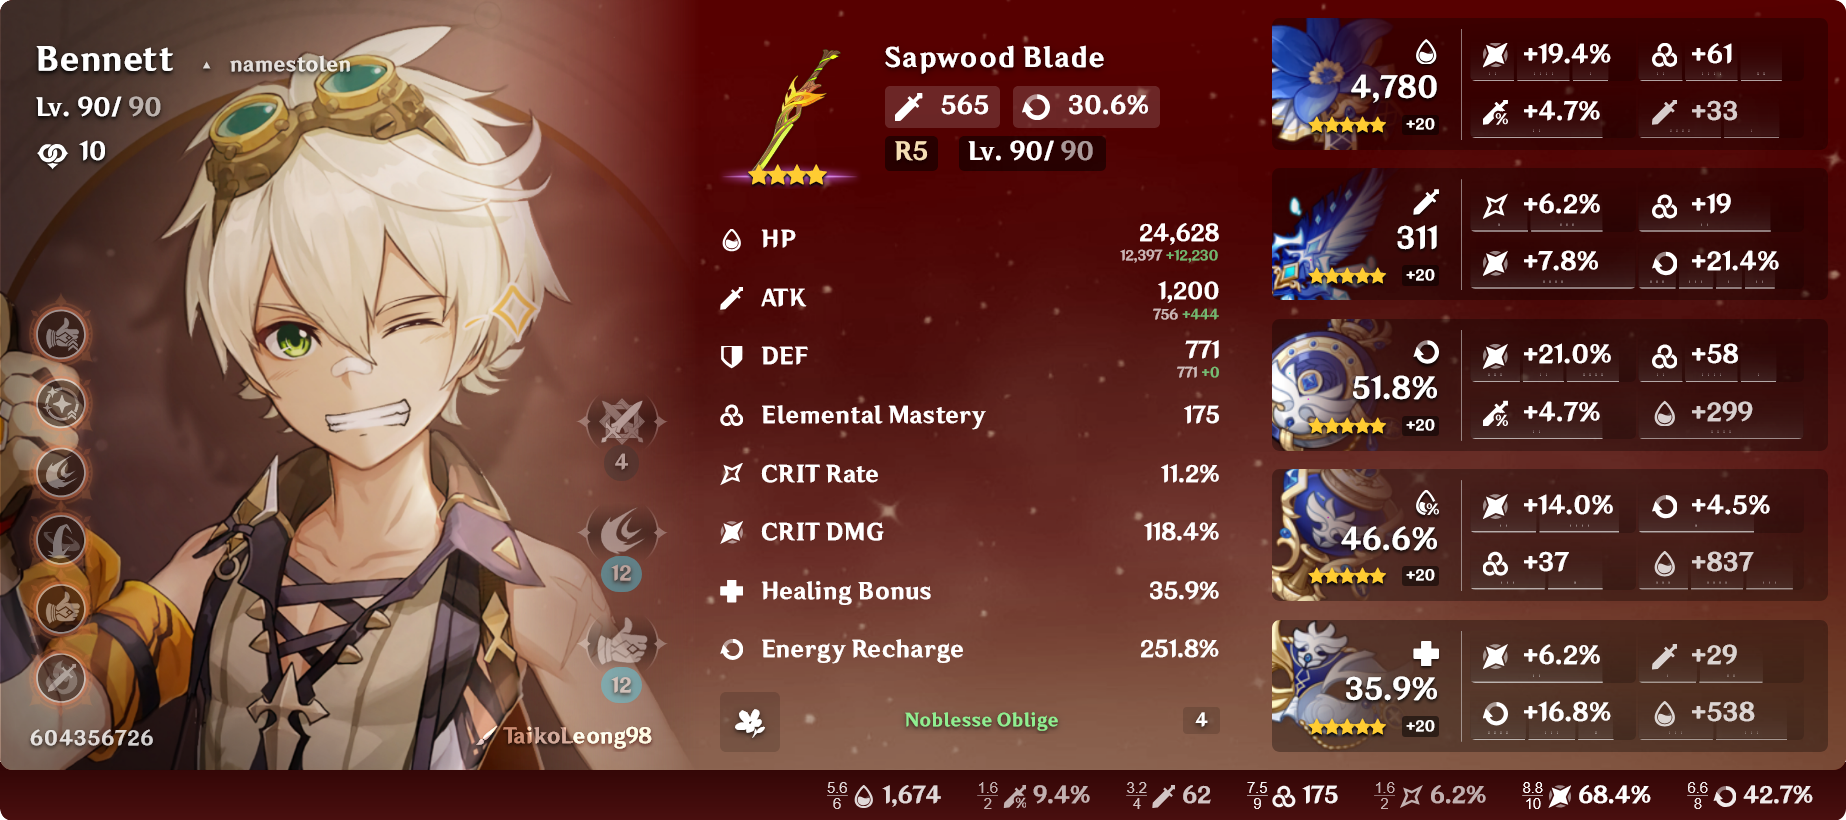 Bennett ▲ namestolen
Lv. 90/ 90
10
4
12
12
604356726
TaikoLeong98
Sapwood Blade
565 30.6%
R5 Lv. 90/ 90
HP 24,628
12,397 +12,230
ATK 1,200
756 +444
DEF 771
771 +0
Elemental Mastery 175
CRIT Rate 11.2%
CRIT DMG 118.4%
Healing Bonus 35.9%
Energy Recharge 251.8%
Noblesse Oblige 4
4,780
+20
+19.4% +61
+4.7% +33
311
+20
+6.2% +19
+7.8% +21.4%
51.8%
+20
+21.0% +58
+4.7% +299
46.6%
+20
+14.0% +4.5%
+37 +837
35.9%
+20
+6.2% +29
+16.8% +538
5.6/6 1,674 1.6/2 9.4% 3.2/4 62 7.5/9 175 1.6/2 6.2% 8.8/10 68.4% 6.6/8 42.7%